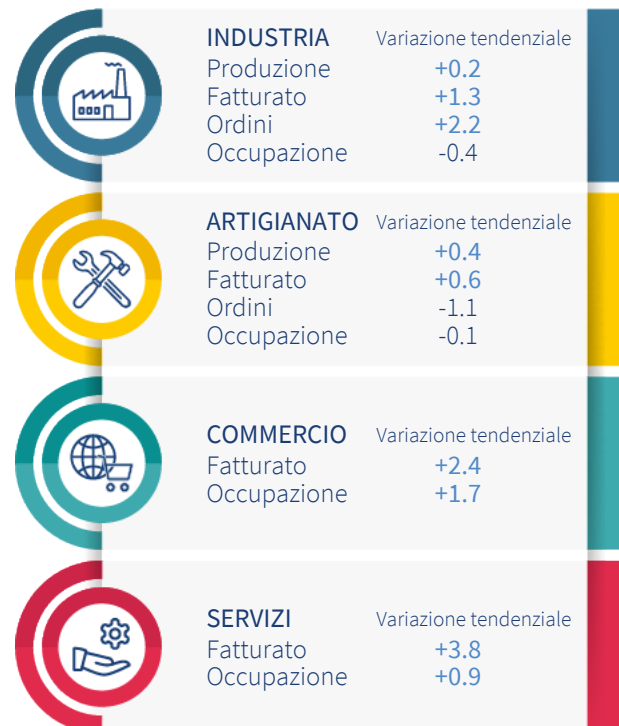 INDUSTRIA Variazione tendenziale
Produzione +0.2
Fatturato +1.3
Ordini +2.2
Occupazione -0.4
ARTIGIANATO Variazione tendenziale
Produzione +0.4
Fatturato +0.6
Ordini -1.1
Occupazione -0.1
COMMERCIO Variazione tendenziale
Fatturato +2.4
Occupazione +1.7
SERVIZI Variazione tendenziale
Fatturato +3.8
Occupazione +0.9